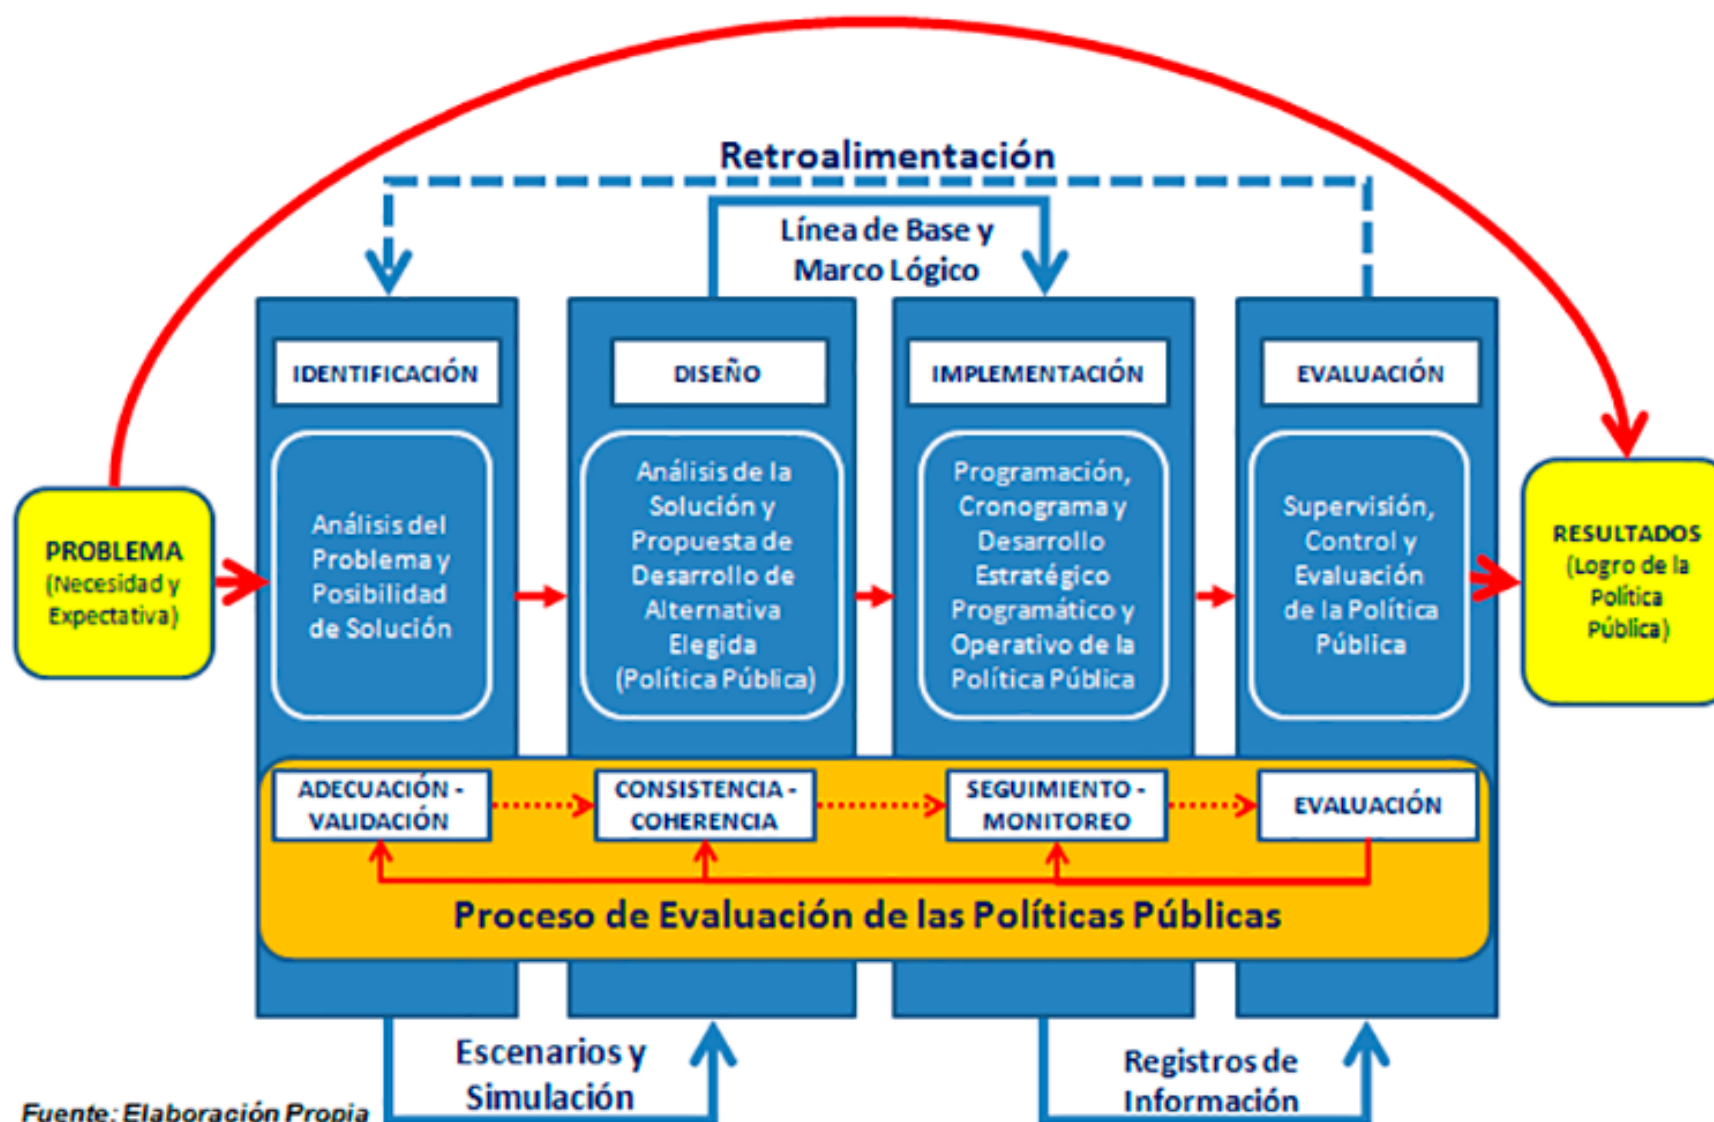 Retroalimentación
Línea de Base y
Marco Lógico
IDENTIFICACIÓN
DISEÑO
IMPLEMENTACIÓN
EVALUACIÓN
PROBLEMA
(Necesidad y
Expectativa)
Análisis del
Problema y
Posibilidad
de Solución
Análisis de la
Solución y
Propuesta de
Desarrollo de
Alternativa
Elegida
(Política Pública)
Programación,
Cronograma y
Desarrollo
Estratégico
Programático y
Operativo de la
Política Pública
Supervisión,
Control y
Evaluación
de la Política
Pública
RESULTADOS
(Logro de la
Política
Pública)
ADECUACIÓN -
VALIDACIÓN
CONSISTENCIA -
COHERENCIA
SEGUIMIENTO -
MONITOREO
EVALUACIÓN
Proceso de Evaluación de las Políticas Públicas
Escenarios y
Simulación
Registros de
Información
Fuente: Elaboración Propia